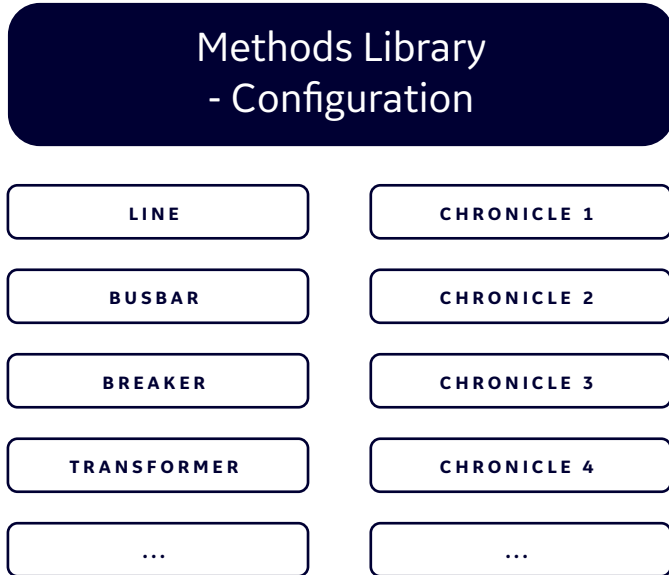 Methods Library
- Configuration
LINE
CHRONICLE 1
BUSBAR
CHRONICLE 2
BREAKER
CHRONICLE 3
TRANSFORMER
CHRONICLE 4
...
...